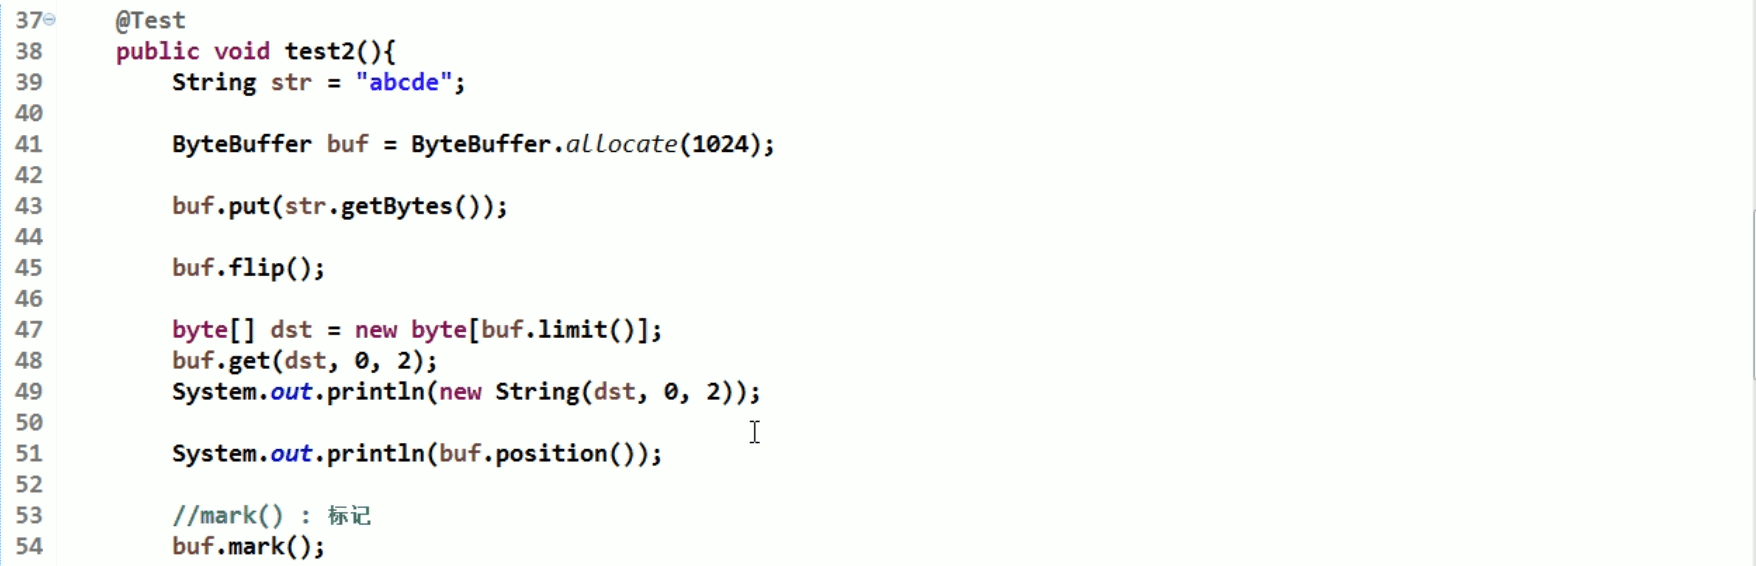 37 @Test
38 public void test2(){
39 String str = "abcde";
40
41 ByteBuffer buf = ByteBuffer.allocate(1024);
42
43 buf.put(str.getBytes());
44
45 buf.flip();
46
47 byte[] dst = new byte[buf.limit()];
48 buf.get(dst, 0, 2);
49 System.out.println(new String(dst, 0, 2));
50
51 System.out.println(buf.position());
52
53 //mark() : 标记
54 buf.mark();